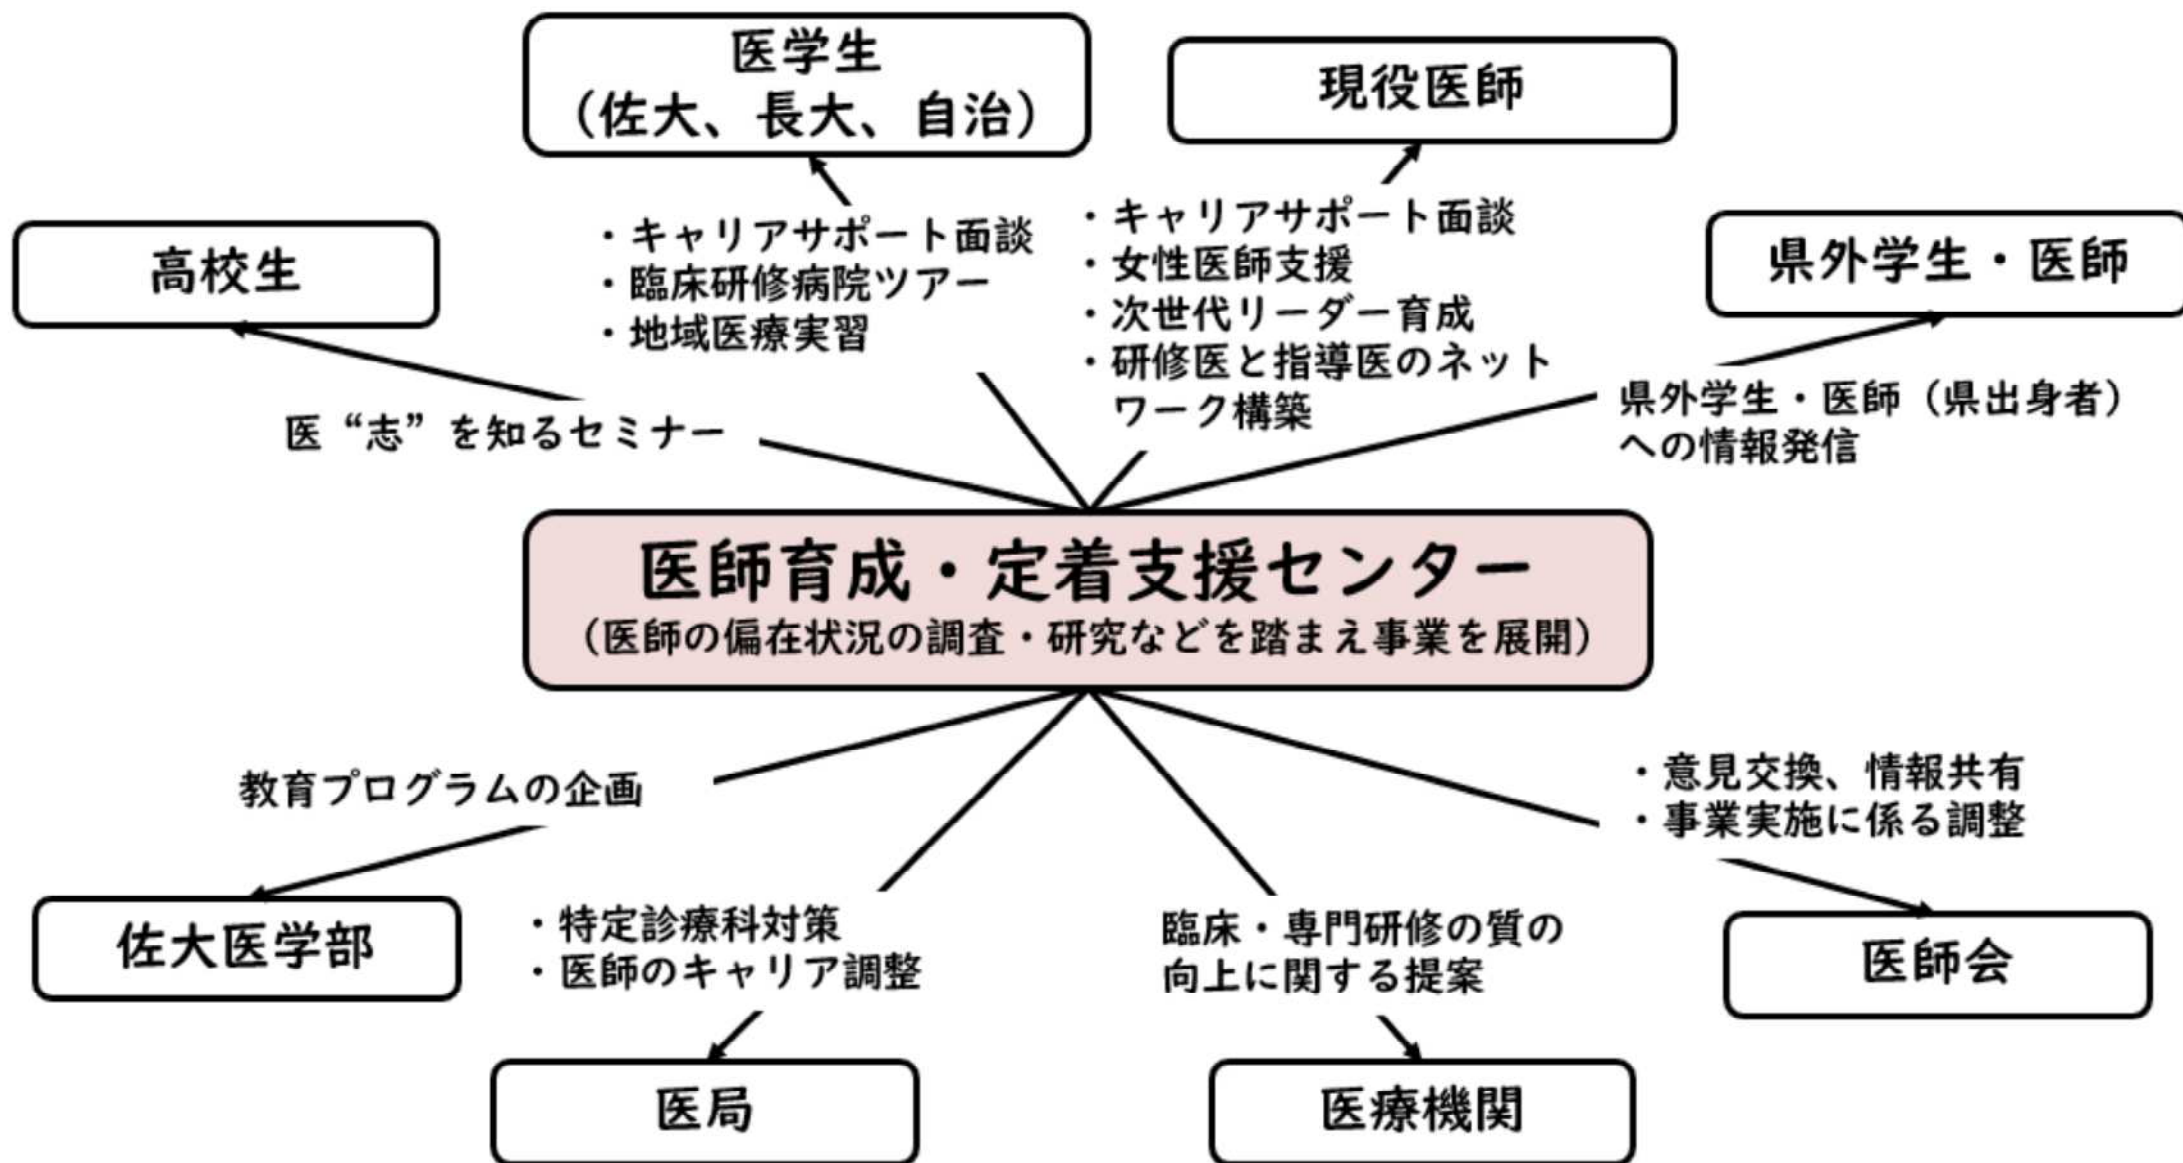 医学生
（佐大、長大、自治）
現役医師
高校生
県外学生・医師
・キャリアサポート面談
・臨床研修病院ツアー
・地域医療実習
・キャリアサポート面談
・女性医師支援
・次世代リーダー育成
・研修医と指導医のネット
ワーク構築
医“志”を知るセミナー
県外学生・医師（県出身者）
への情報発信
医師育成・定着支援センター
（医師の偏在状況の調査・研究などを踏まえ事業を展開）
教育プログラムの企画
・意見交換、情報共有
・事業実施に係る調整
佐大医学部
・特定診療科対策
・医師のキャリア調整
臨床・専門研修の質の
向上に関する提案
医師会
医局
医療機関